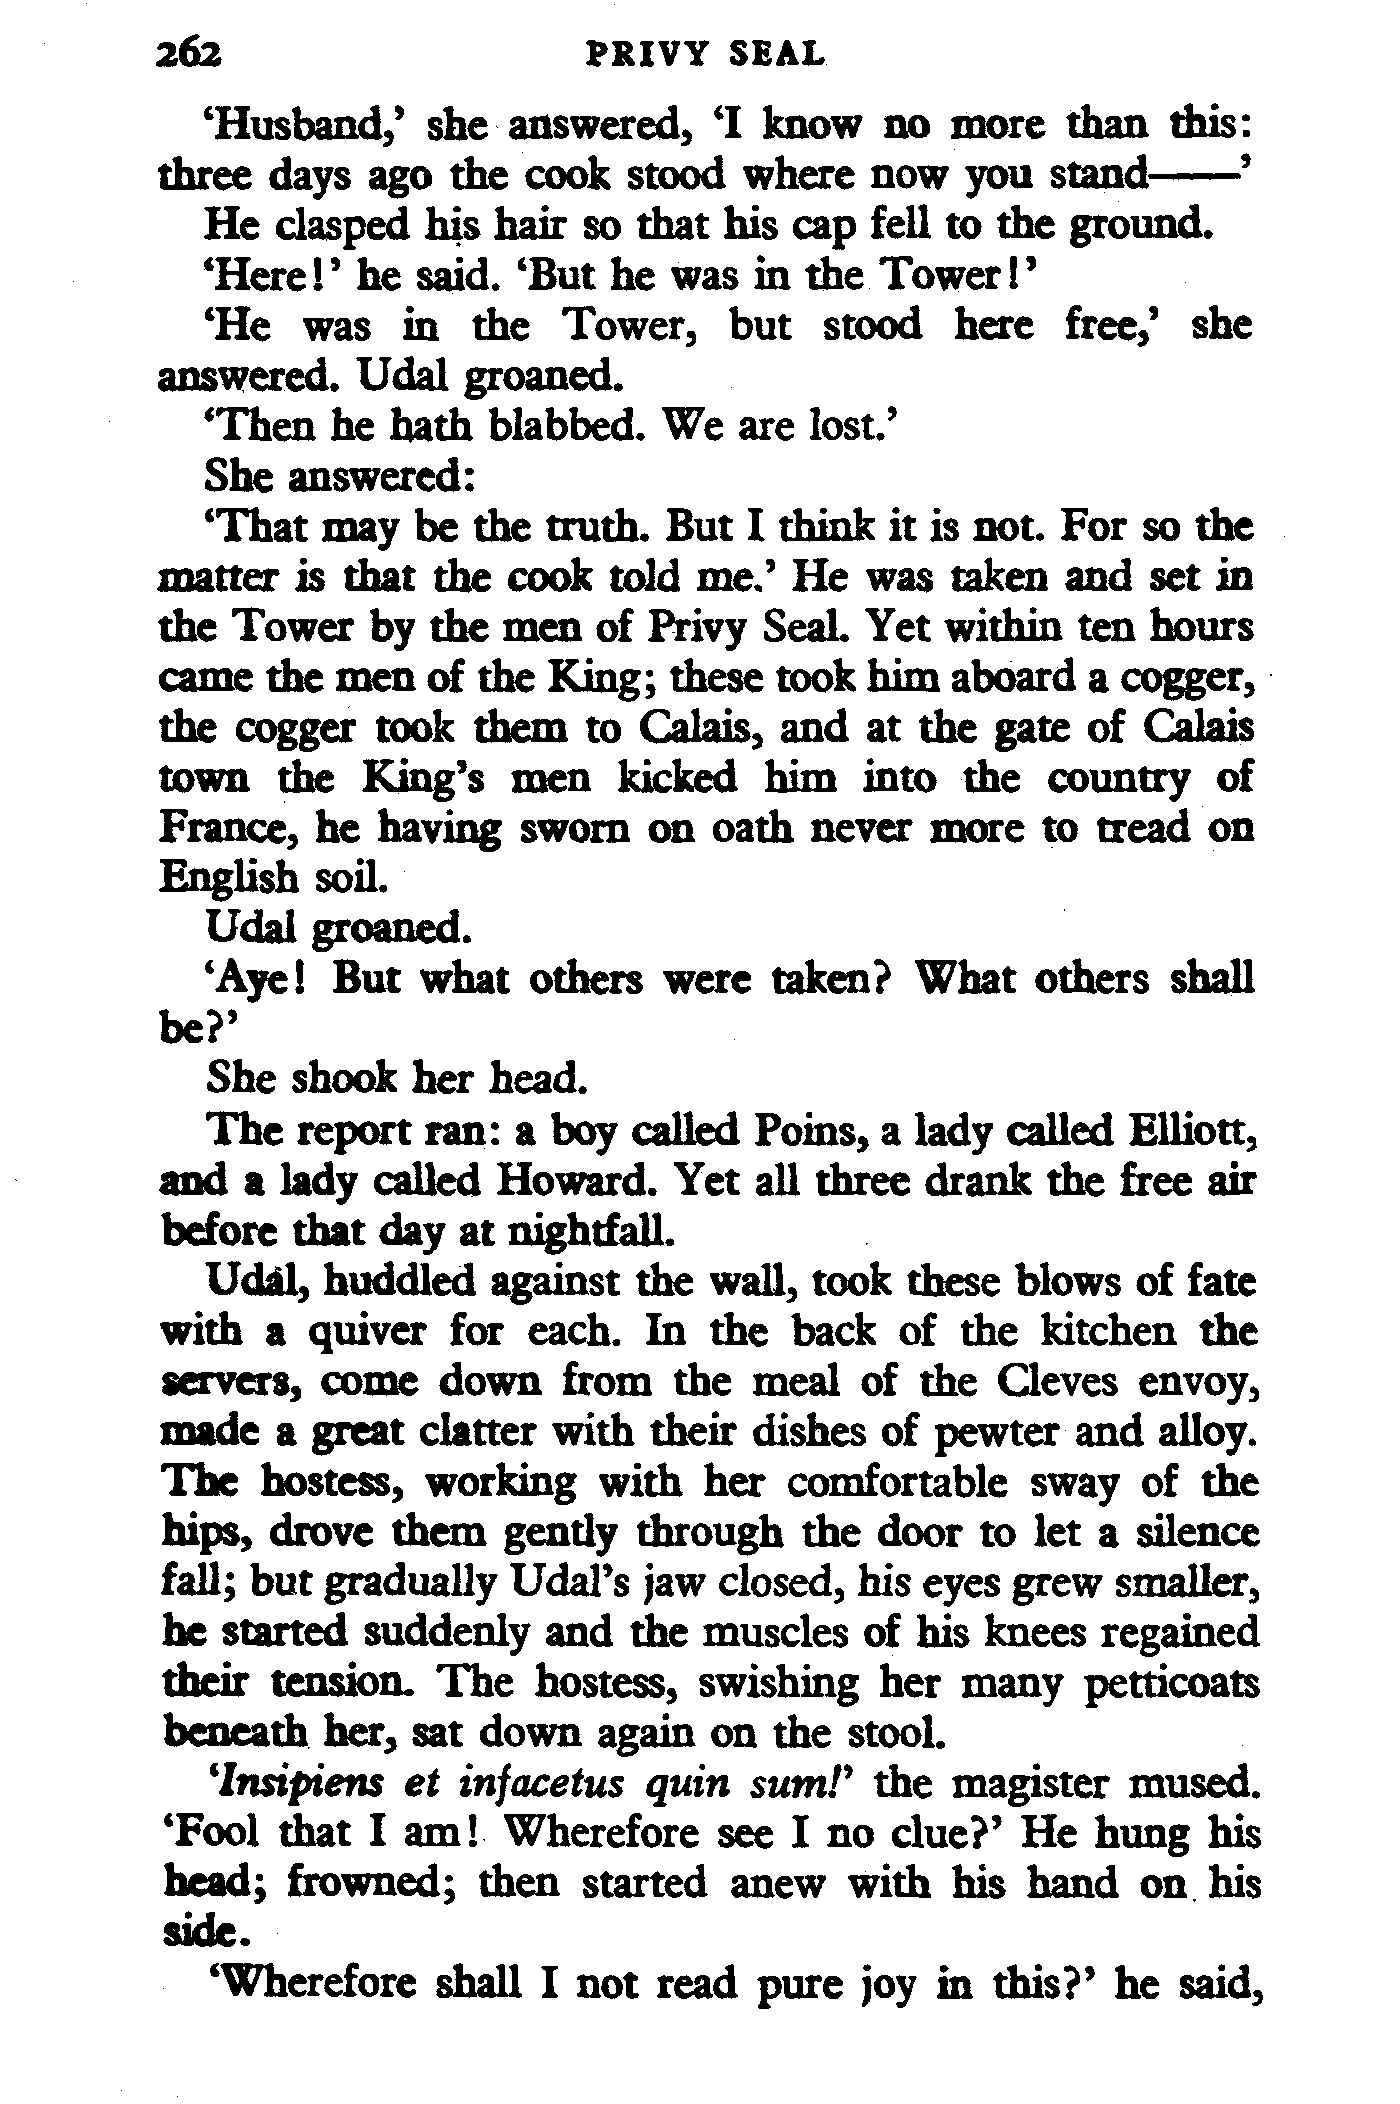 262 PRIVY SEAL
‘Husband,’ she answered, ‘I know no more than this:
three days ago the cook stood where now you stand——’
He clasped his hair so that his cap fell to the ground.
‘Here!’ he said. ‘But he was in the Tower!’
‘He was in the Tower, but stood here free,’ she
answered. Udal groaned.
‘Then he hath blabbed. We are lost.’
She answered:
‘That may be the truth. But I think it is not. For so the
matter is that the cook told me.’ He was taken and set in
the Tower by the men of Privy Seal. Yet within ten hours
came the men of the King; these took him aboard a cogger,
the cogger took them to Calais, and at the gate of Calais
town the King’s men kicked him into the country of
France, he having sworn on oath never more to tread on
English soil.
Udal groaned.
‘Aye! But what others were taken? What others shall
be?’
She shook her head.
The report ran: a boy called Poins, a lady called Elliott,
and a lady called Howard. Yet all three drank the free air
before that day at nightfall.
Udal, huddled against the wall, took these blows of fate
with a quiver for each. In the back of the kitchen the
servers, come down from the meal of the Cleves envoy,
made a great clatter with their dishes of pewter and alloy.
The hostess, working with her comfortable sway of the
hips, drove them gently through the door to let a silence
fall; but gradually Udal’s jaw closed, his eyes grew smaller,
he started suddenly and the muscles of his knees regained
their tension. The hostess, swishing her many petticoats
beneath her, sat down again on the stool.
‘Insipiens et infacetus quin sum!’ the magister mused.
‘Fool that I am! Wherefore see I no clue?’ He hung his
head; frowned; then started anew with his hand on his
side.
‘Wherefore shall I not read pure joy in this?’ he said,